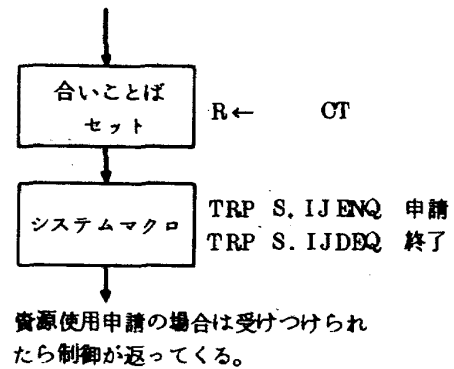 合いことば
セット
R← CT
システムマクロ
TRP S. IJENQ 申請
TRP S. IJDEQ 終了
資源使用申請の場合は受けつけられ
たら制御が返ってくる。